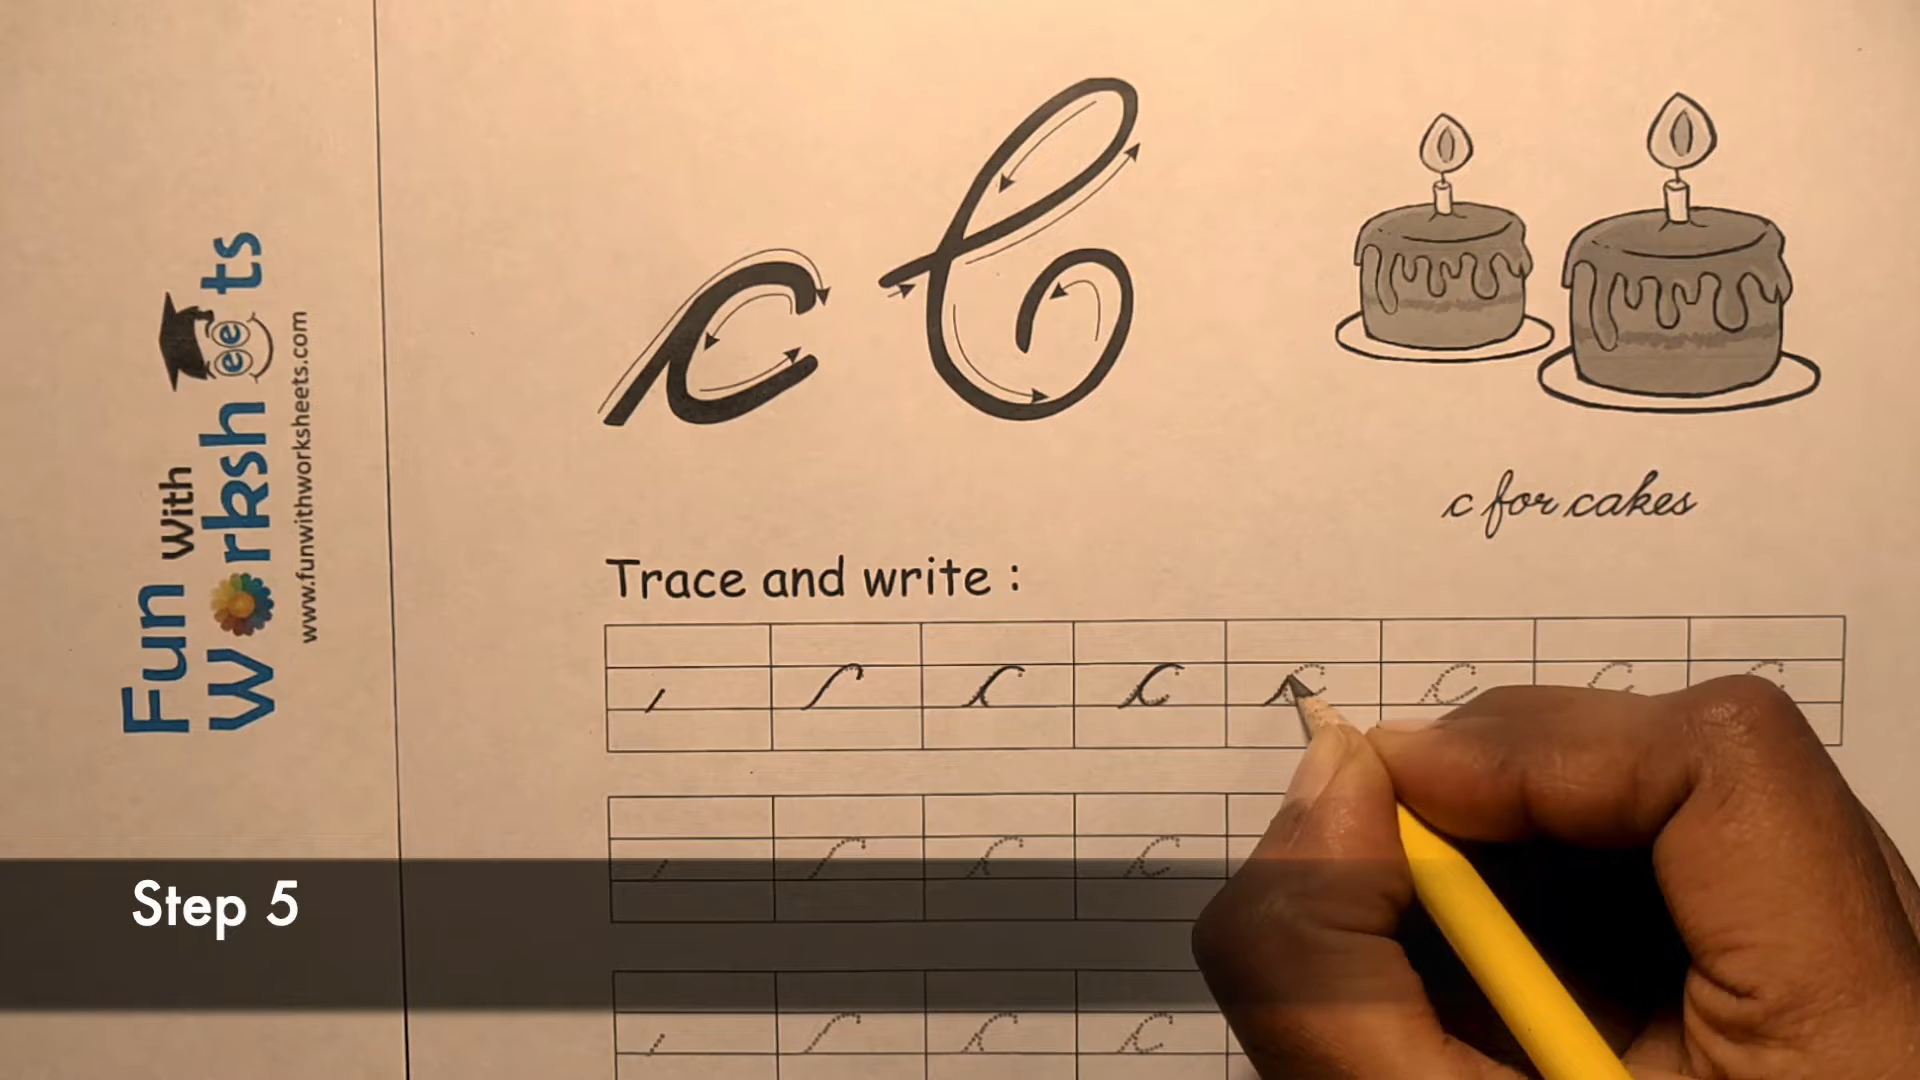 Fun With
Worksheets
www.funwithworksheets.com
c C
c for cakes
Trace and write :
c c c c c
Step 5